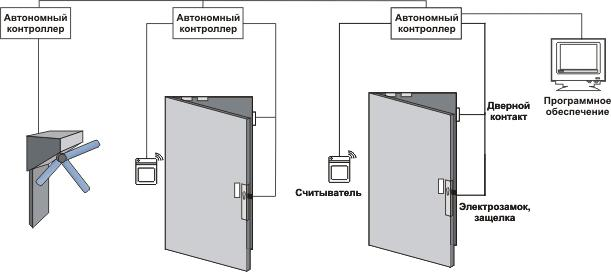 Автономный
контроллер
Автономный
контроллер
Автономный
контроллер
Программное
обеспечение
Дверной
контакт
Считыватель
Электрозамок,
защелка